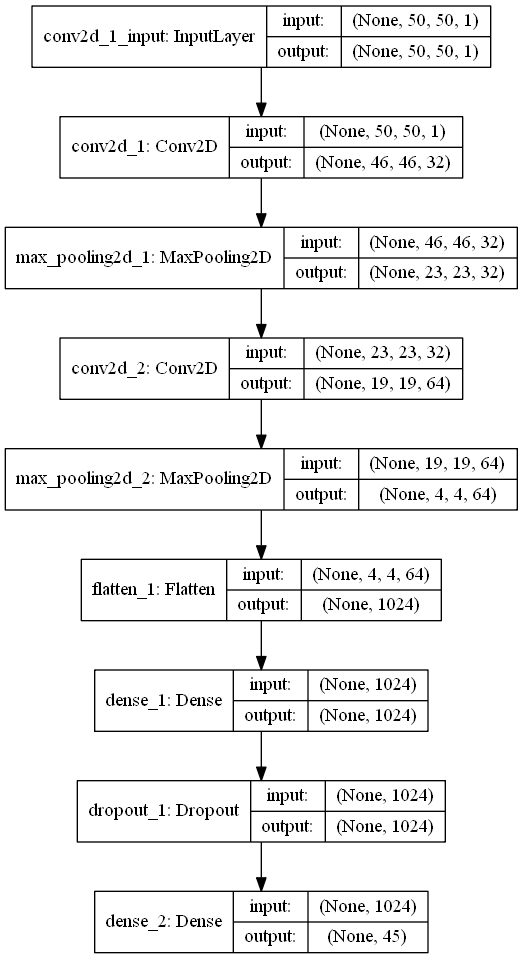 conv2d_1_input: InputLayer
input: (None, 50, 50, 1)
output: (None, 50, 50, 1)
conv2d_1: Conv2D
input: (None, 50, 50, 1)
output: (None, 46, 46, 32)
max_pooling2d_1: MaxPooling2D
input: (None, 46, 46, 32)
output: (None, 23, 23, 32)
conv2d_2: Conv2D
input: (None, 23, 23, 32)
output: (None, 19, 19, 64)
max_pooling2d_2: MaxPooling2D
input: (None, 19, 19, 64)
output: (None, 4, 4, 64)
flatten_1: Flatten
input: (None, 4, 4, 64)
output: (None, 1024)
dense_1: Dense
input: (None, 1024)
output: (None, 1024)
dropout_1: Dropout
input: (None, 1024)
output: (None, 1024)
dense_2: Dense
input: (None, 1024)
output: (None, 45)